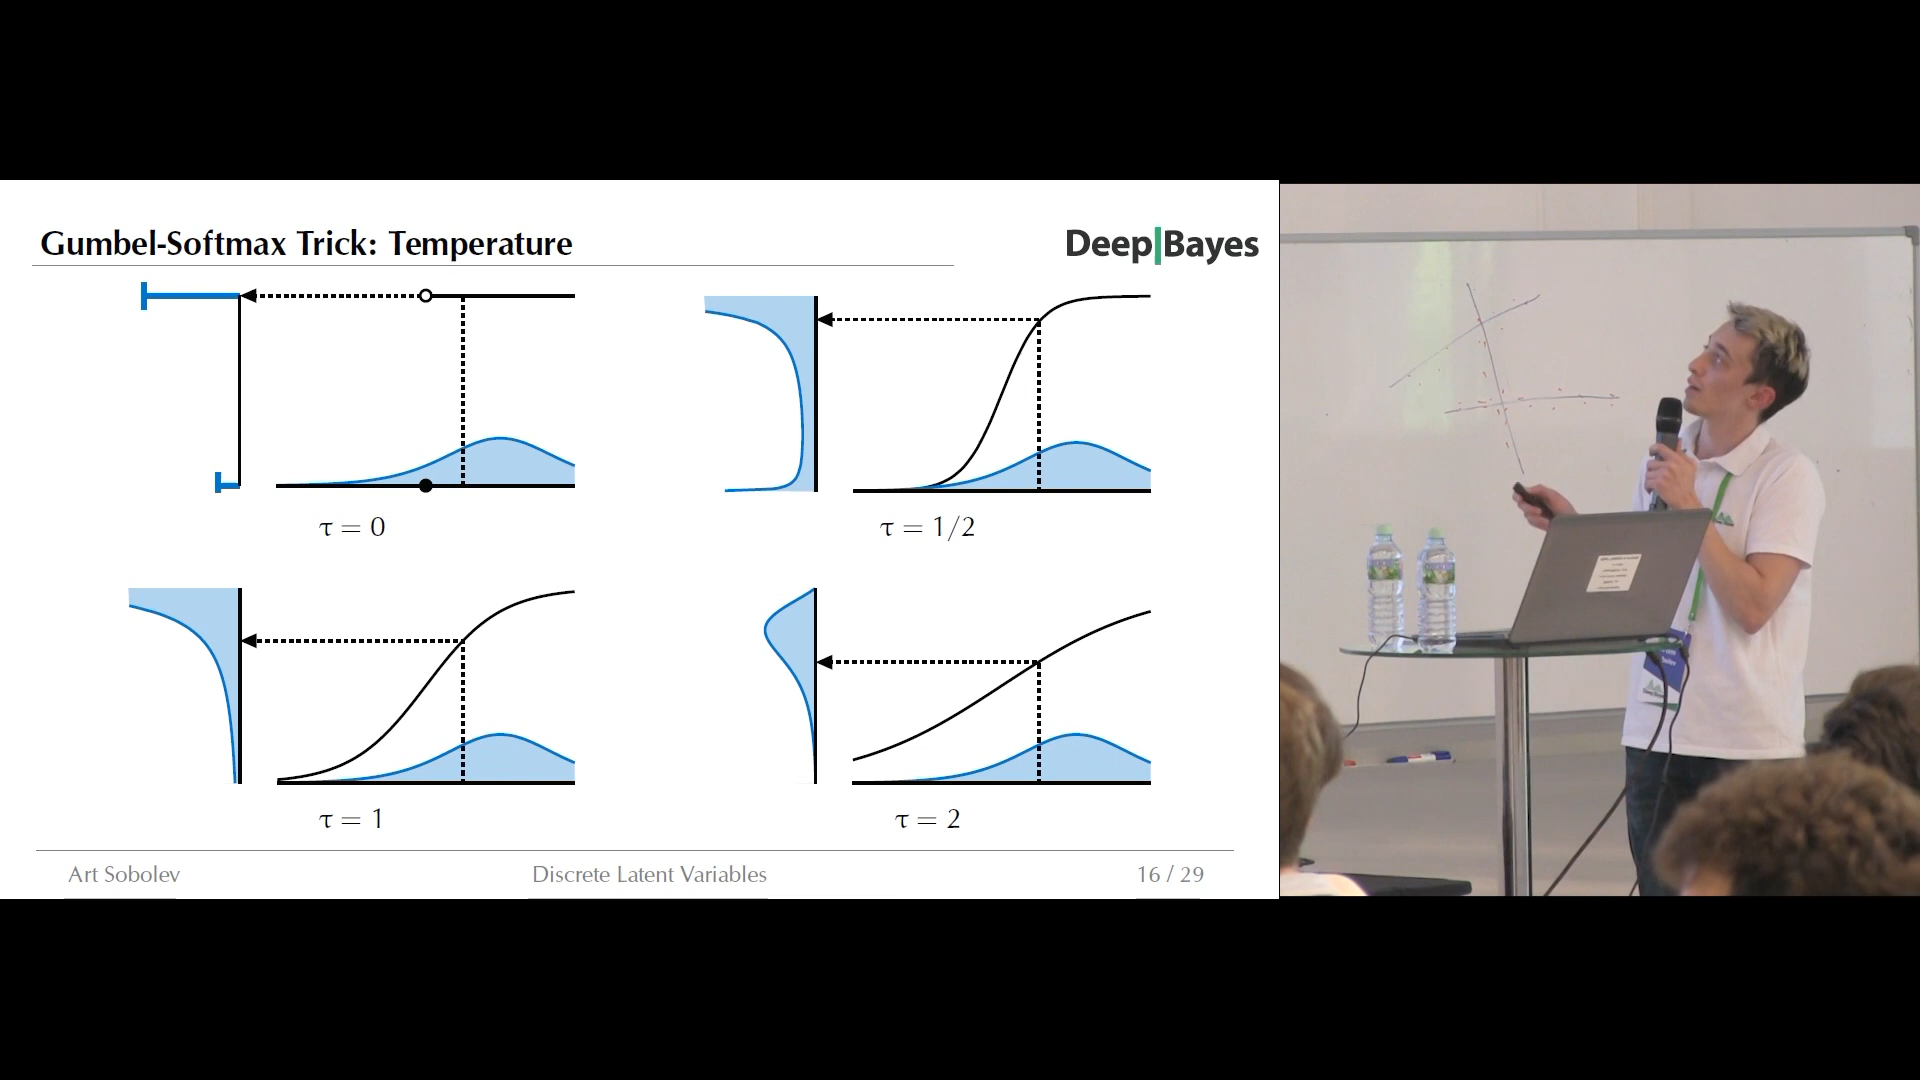 Gumbel-Softmax Trick: Temperature
Deep|Bayes
τ = 0
τ = 1/2
τ = 1
τ = 2
Art Sobolev
Discrete Latent Variables
16 / 29